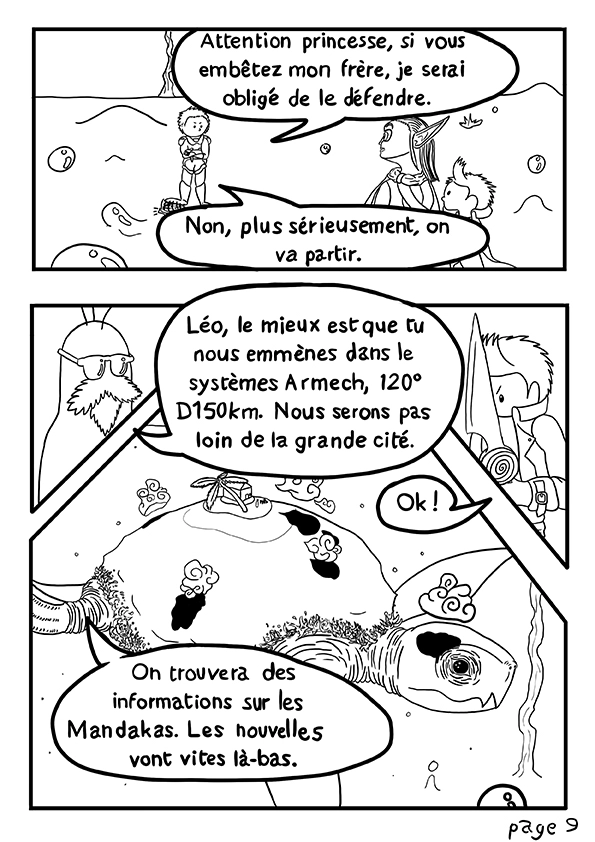 Attention princesse, si vous
embêtez mon frère, je serai
obligé de le défendre.
Non, plus sérieusement, on
va partir.
Léo, le mieux est que tu
nous emmènes dans le
systèmes Armech, 120°
D150km. Nous serons pas
loin de la grande cité.
Ok !
On trouvera des
informations sur les
Mandakas. Les nouvelles
vont vites là-bas.
page 9